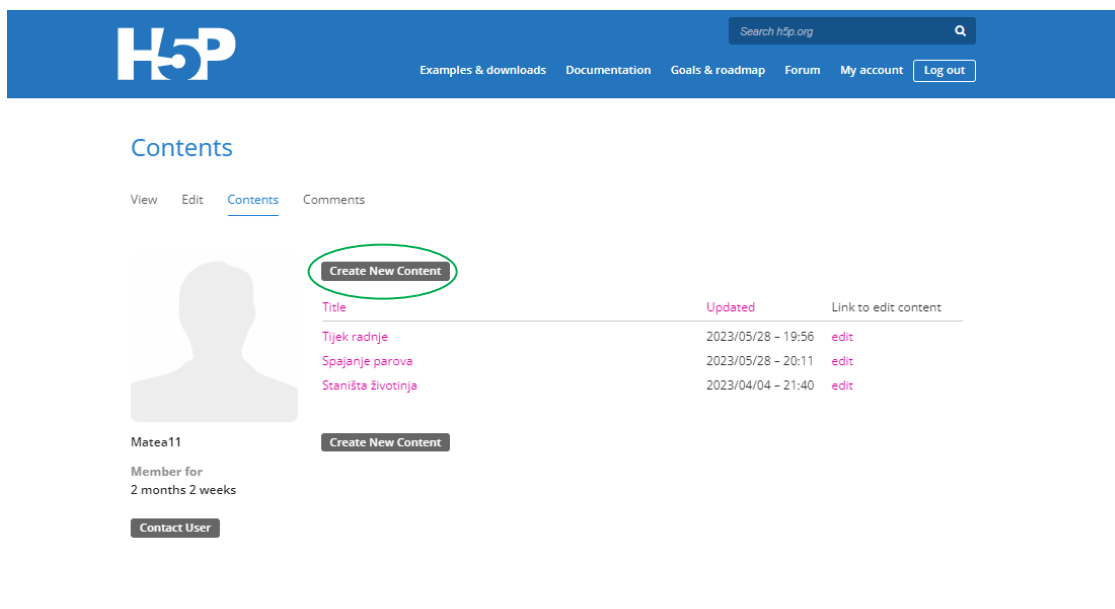 H5P
Search h5p.org
Examples & downloads Documentation Goals & roadmap Forum My account Log out
Contents
View Edit Contents Comments
Create New Content
Title Updated Link to edit content
Tijek radnje 2023/05/28 – 19:56 edit
Spajanje parova 2023/05/28 – 20:11 edit
Staništa životinja 2023/04/04 – 21:40 edit
Matea11
Create New Content
Member for
2 months 2 weeks
Contact User